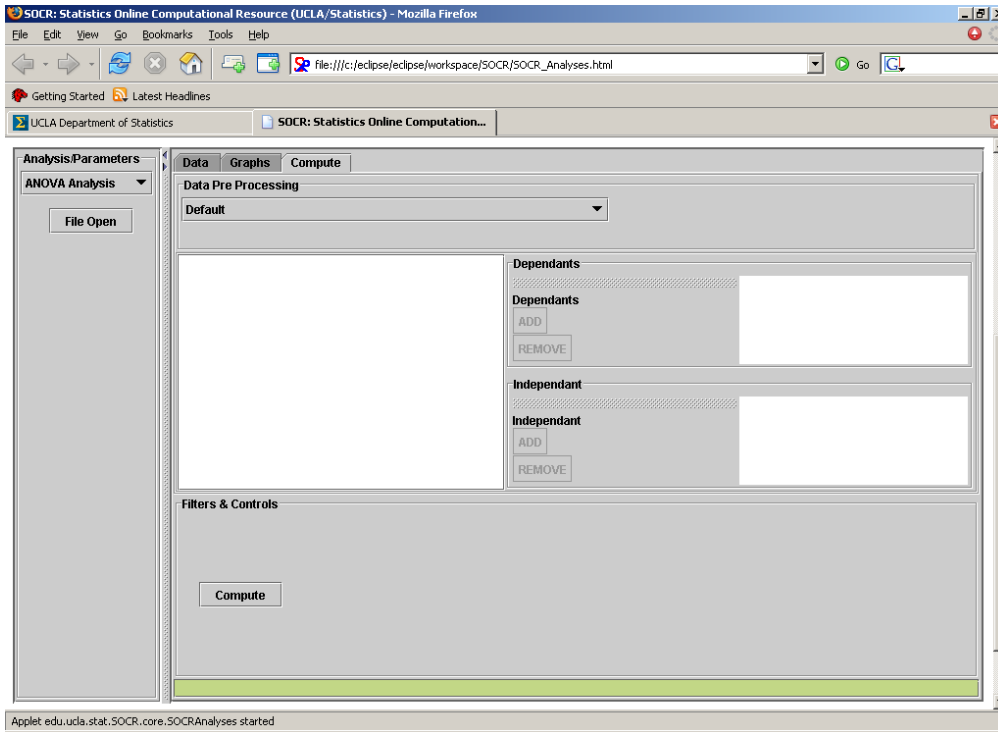 SOCR: Statistics Online Computational Resource (UCLA/Statistics) - Mozilla Firefox
File Edit View Go Bookmarks Tools Help
file:///c:/eclipse/eclipse/workspace/SOCR/SOCR_Analyses.html Go G
Getting Started Latest Headlines
Σ UCLA Department of Statistics SOCR: Statistics Online Computation...
Analysis/Parameters
ANOVA Analysis
File Open
Data Graphs Compute
Data Pre Processing
Default
Dependants
Dependants
ADD
REMOVE
Independant
Independant
ADD
REMOVE
Filters & Controls
Compute
Applet edu.ucla.stat.SOCR.core.SOCRAnalyses started